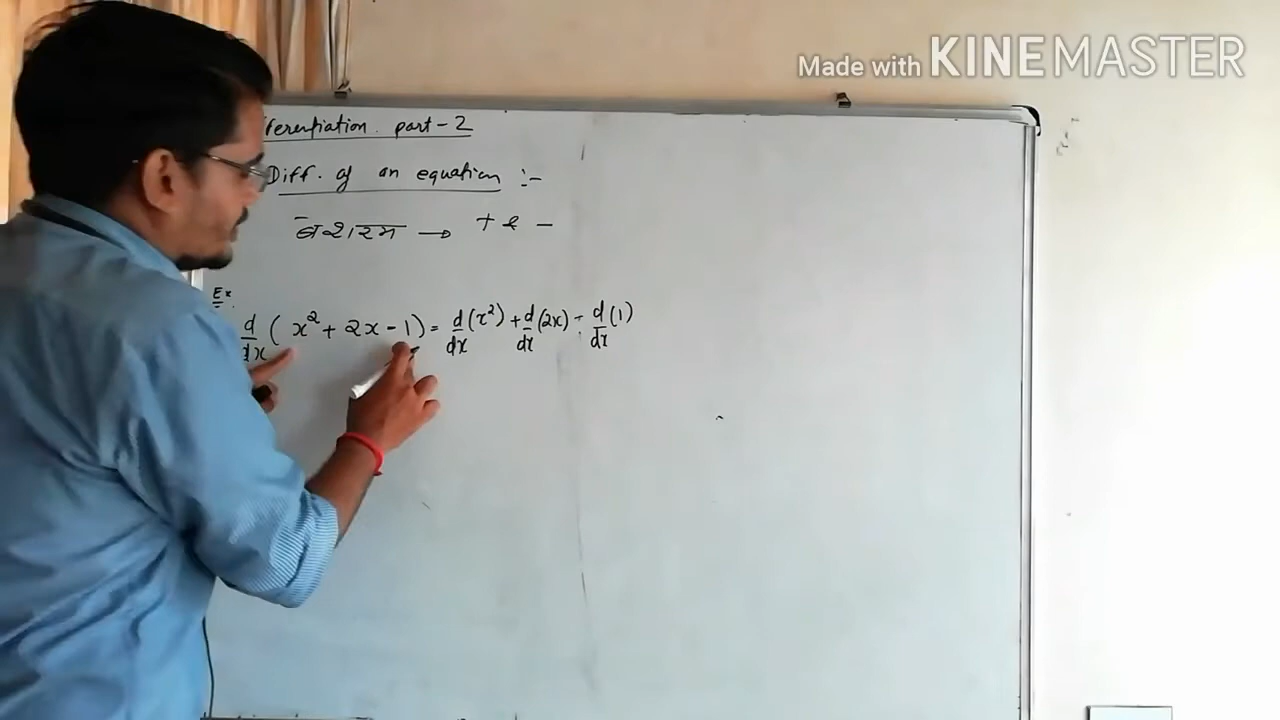 Made with KINEMASTER
ferentiation. part-2
Diff. of an equation :-
→ + & -
Ex.
d/dx ( x² + 2x - 1) = d/dx (x²) + d/dx (2x) - d/dx (1)